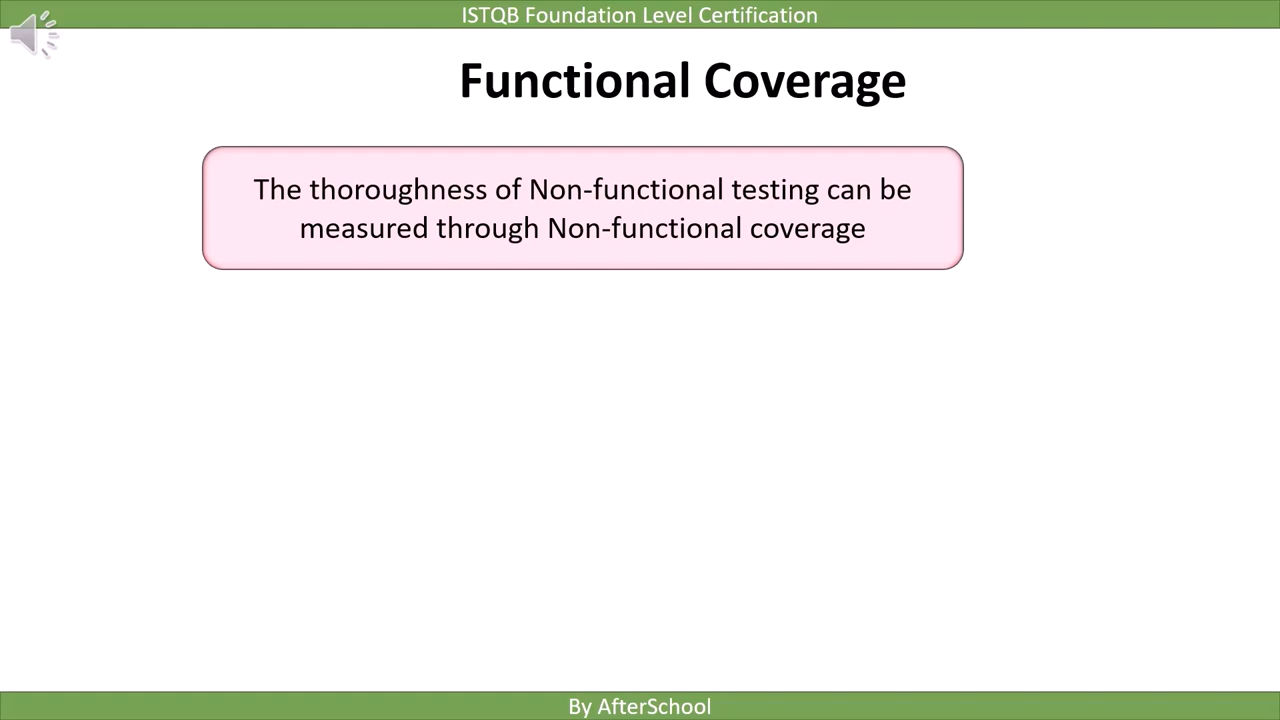 ISTQB Foundation Level Certification
Functional Coverage
The thoroughness of Non-functional testing can be
measured through Non-functional coverage
By AfterSchool